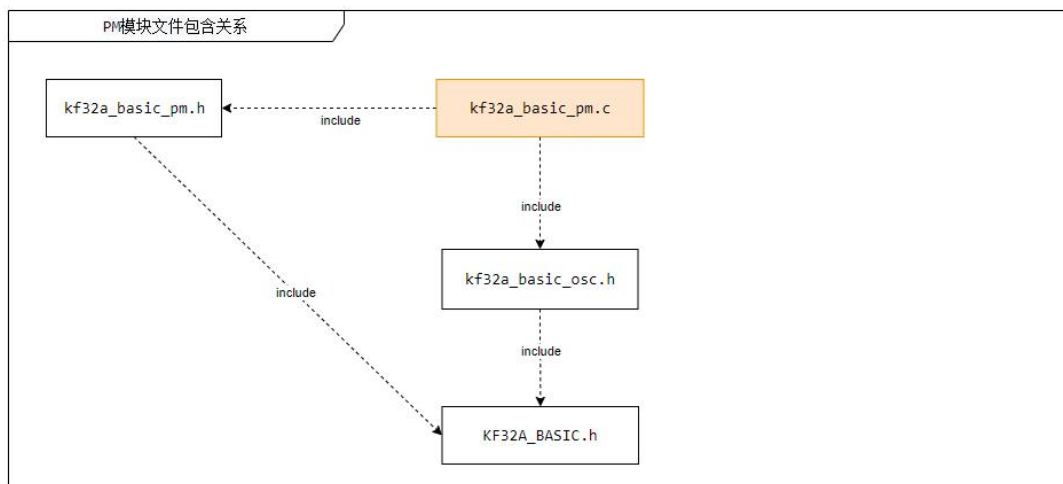 PM模块文件包含关系
kf32a_basic_pm.h
kf32a_basic_pm.c
include
include
kf32a_basic_osc.h
include
include
KF32A_BASIC.h